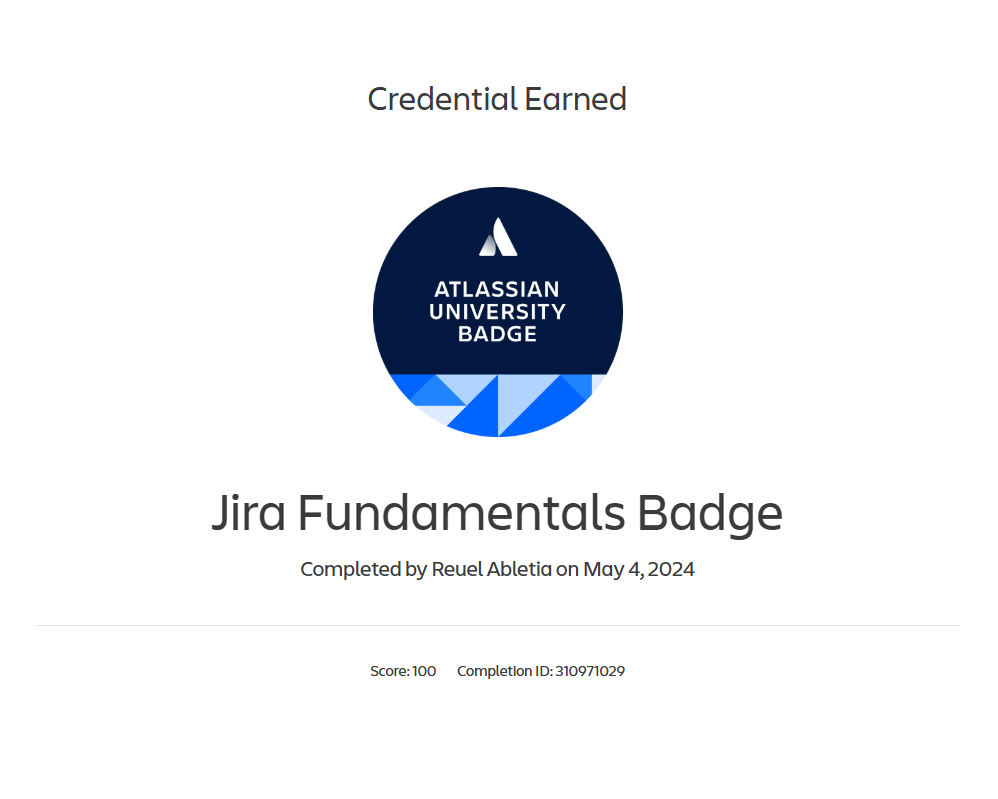 Credential Earned
ATLASSIAN
UNIVERSITY
BADGE
Jira Fundamentals Badge
Completed by Reuel Abletia on May 4, 2024
Score: 100 Completion ID: 310971029